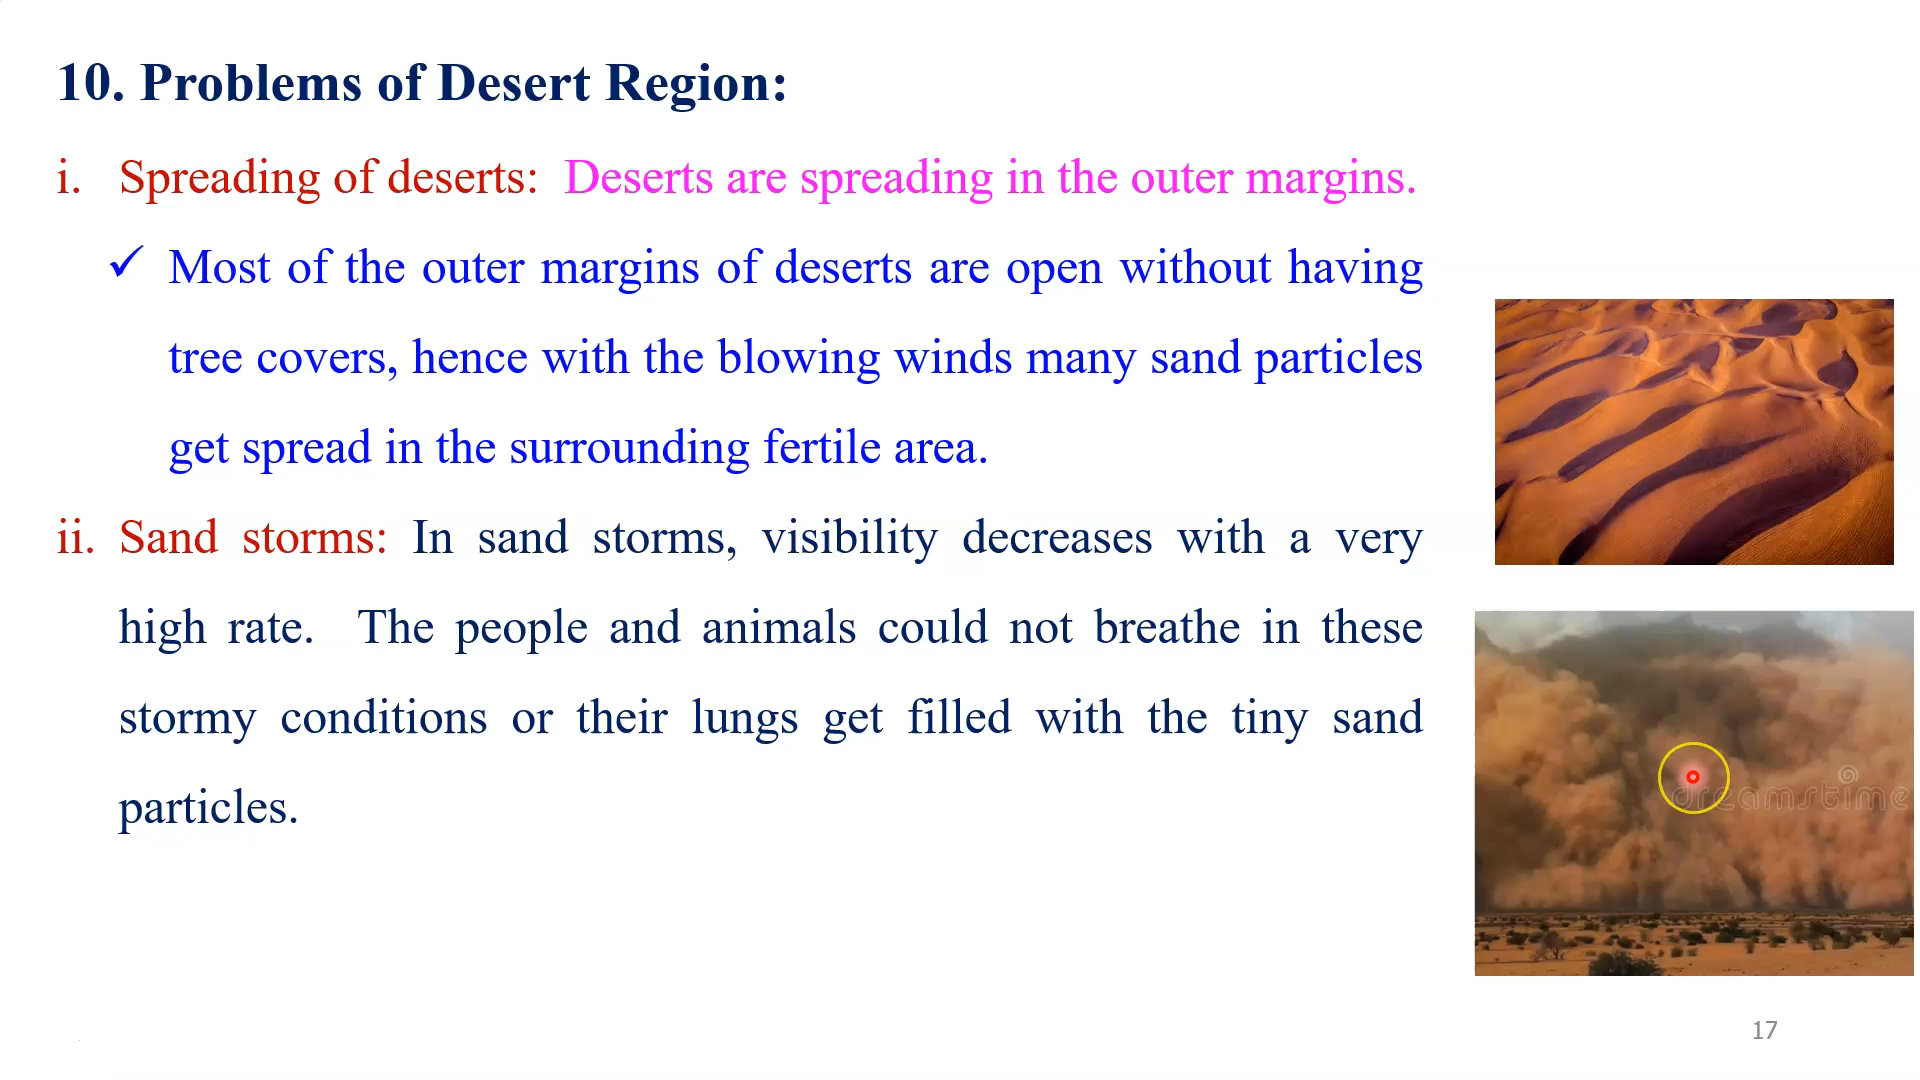 10. Problems of Desert Region:
i. Spreading of deserts: Deserts are spreading in the outer margins.
✓ Most of the outer margins of deserts are open without having
tree covers, hence with the blowing winds many sand particles
get spread in the surrounding fertile area.
ii. Sand storms: In sand storms, visibility decreases with a very
high rate. The people and animals could not breathe in these
stormy conditions or their lungs get filled with the tiny sand
particles.
dreamstime
17